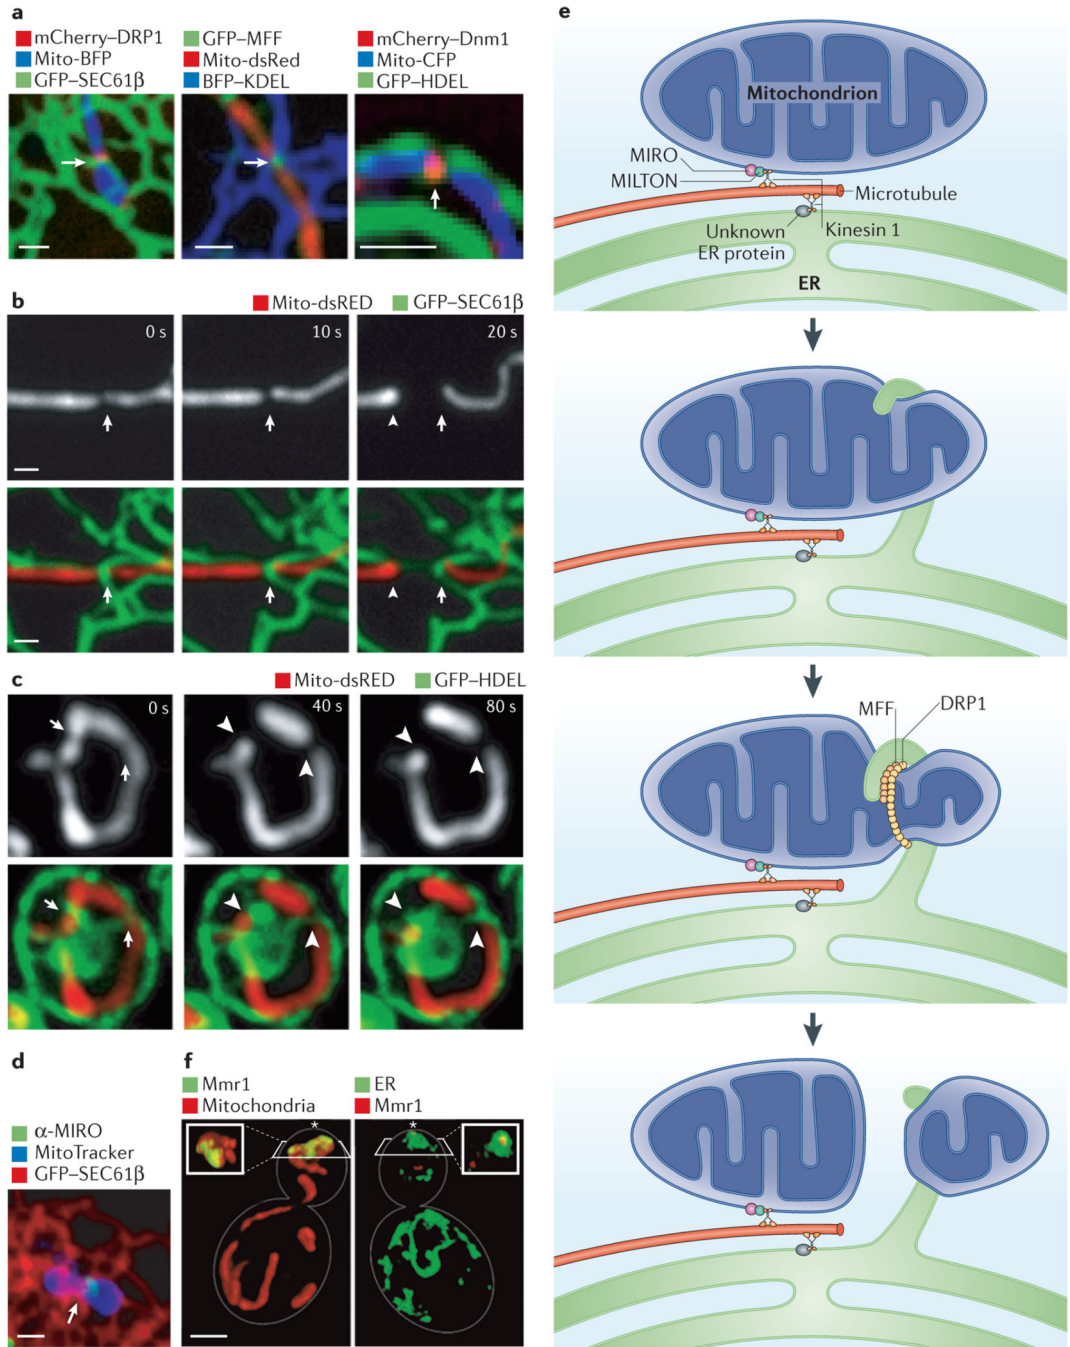 a
mCherry–DRP1
Mito-BFP
GFP–SEC61β
GFP–MFF
Mito-dsRed
BFP–KDEL
mCherry–Dnm1
Mito-CFP
GFP–HDEL
b
Mito-dsRED GFP–SEC61β
0 s 10 s 20 s
c
Mito-dsRED GFP–HDEL
0 s 40 s 80 s
d
α-MIRO
MitoTracker
GFP–SEC61β
f
Mmr1
Mitochondria
ER
Mmr1
*
*
e
Mitochondrion
MIRO
MILTON
Microtubule
Unknown
ER protein
Kinesin 1
ER
MFF
DRP1